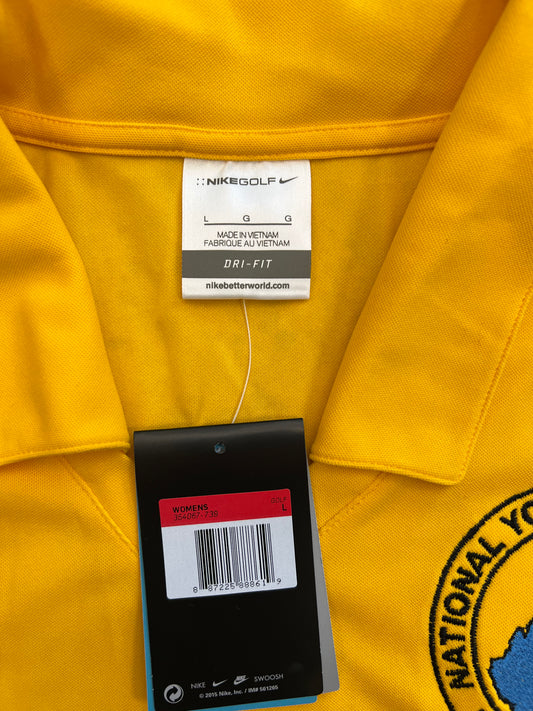 ::NIKEGOLF
L G G
MADE IN VIETNAM
FABRIQUE AU VIETNAM
DRI-FIT
nikebetterworld.com
WOMENS
354067-739
GOLF
L
8 87225 88861 9
NIKE SWOOSH
© 2015 Nike, Inc. / IM# 561265
NATIONAL YO